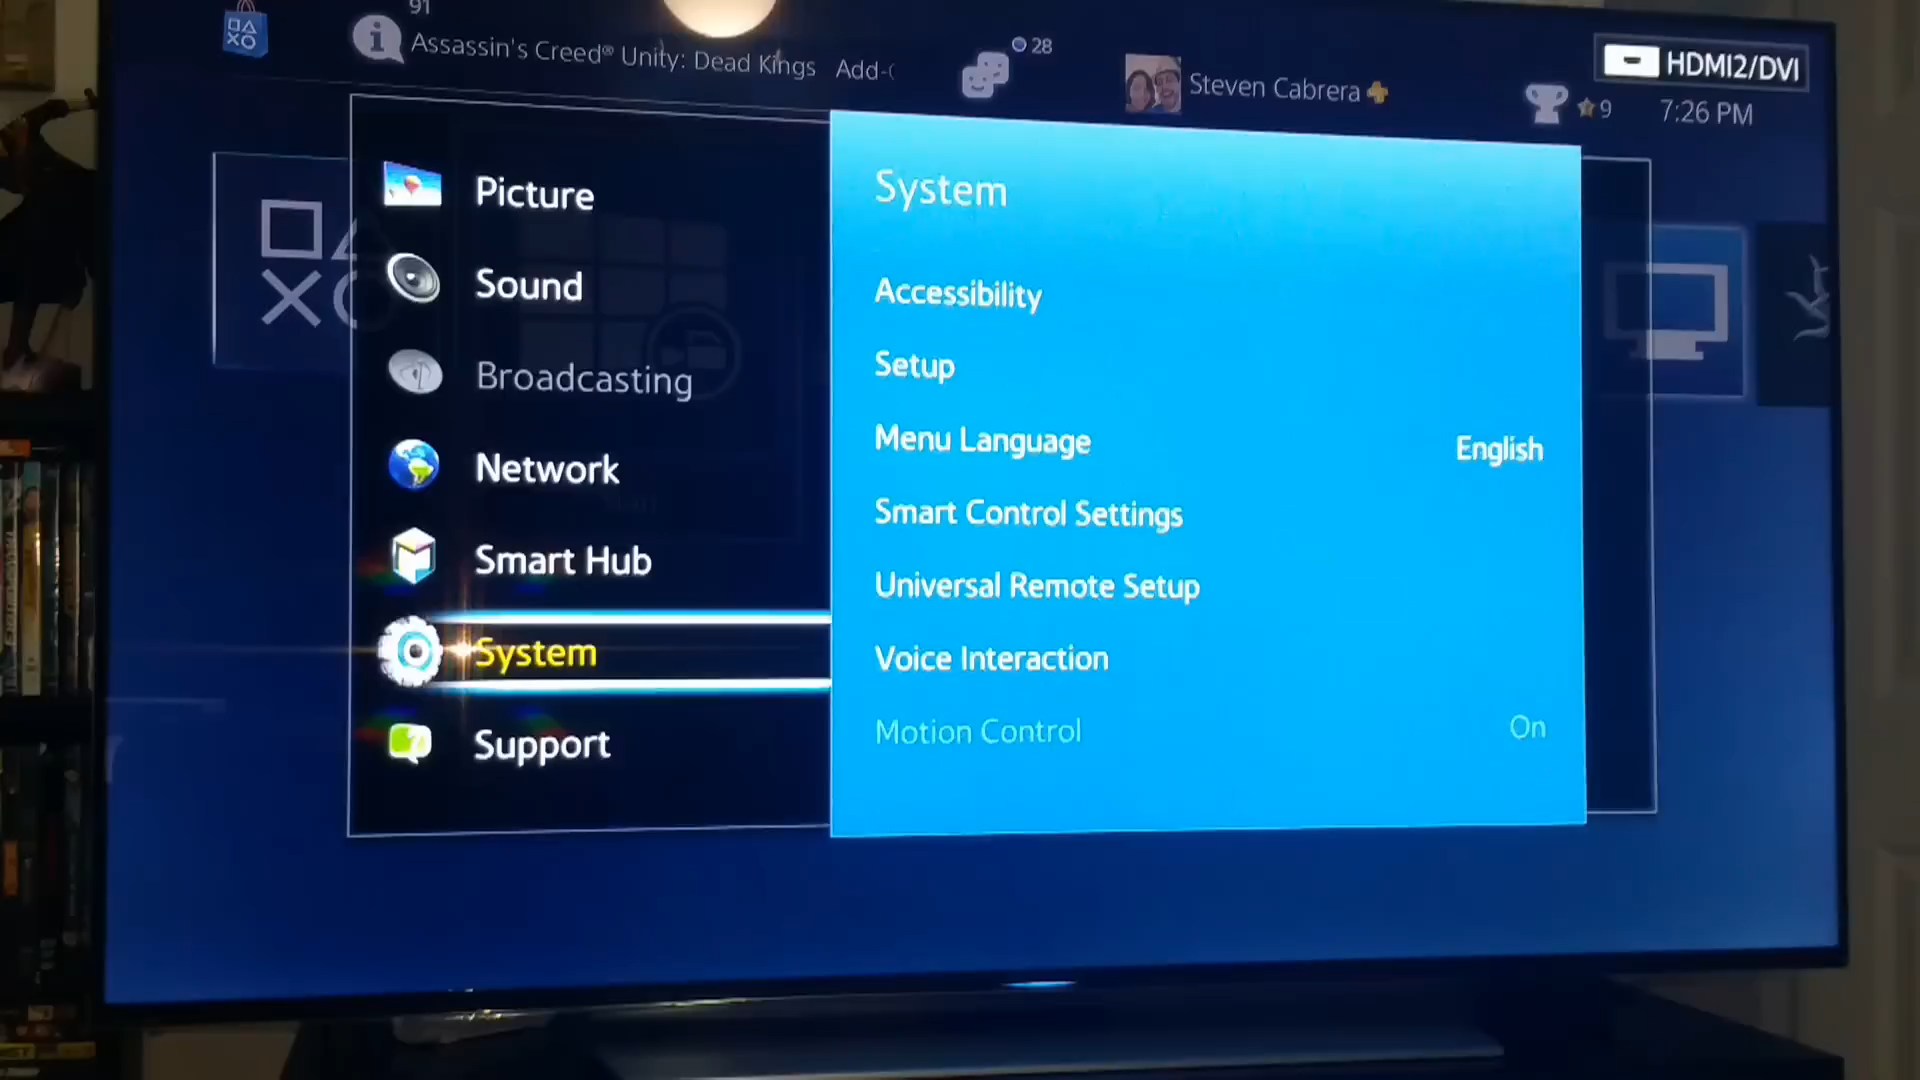 91
Assassin's Creed® Unity: Dead Kings Add-
28
Steven Cabrera
9
HDMI2/DVI
7:26 PM
Picture
Sound
Broadcasting
Network
Smart Hub
System
Support
System
Accessibility
Setup
Menu Language English
Smart Control Settings
Universal Remote Setup
Voice Interaction
Motion Control On